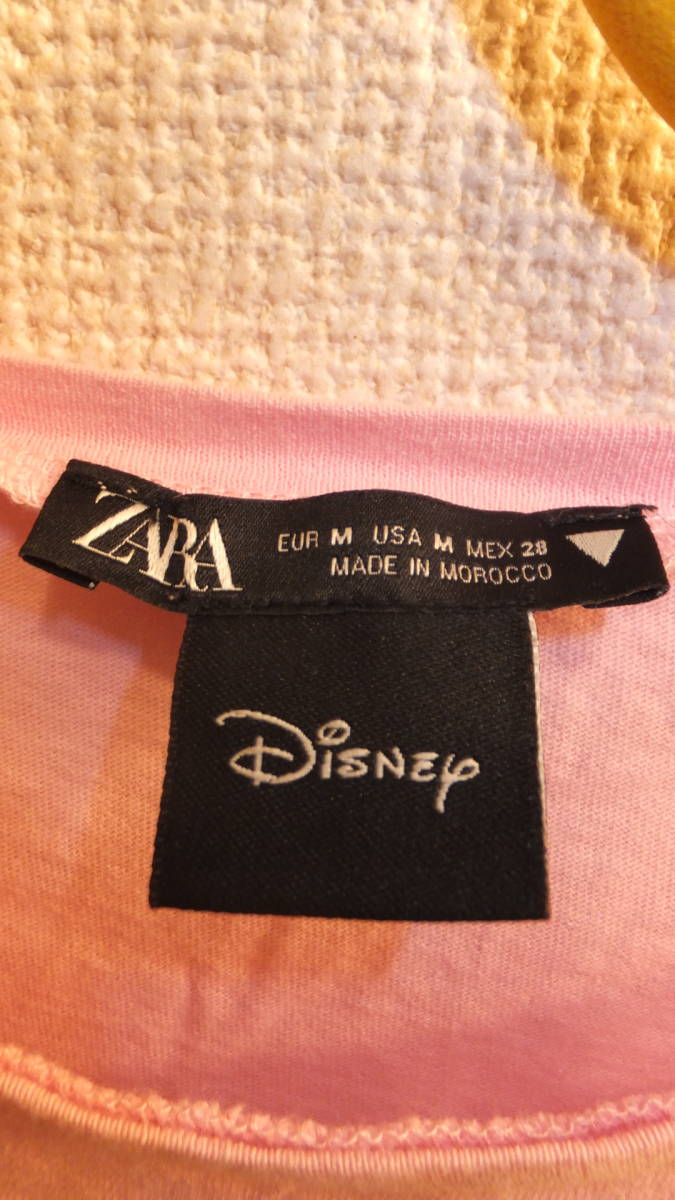 ZARA
EUR M USA M MEX 28
MADE IN MOROCCO
Disney